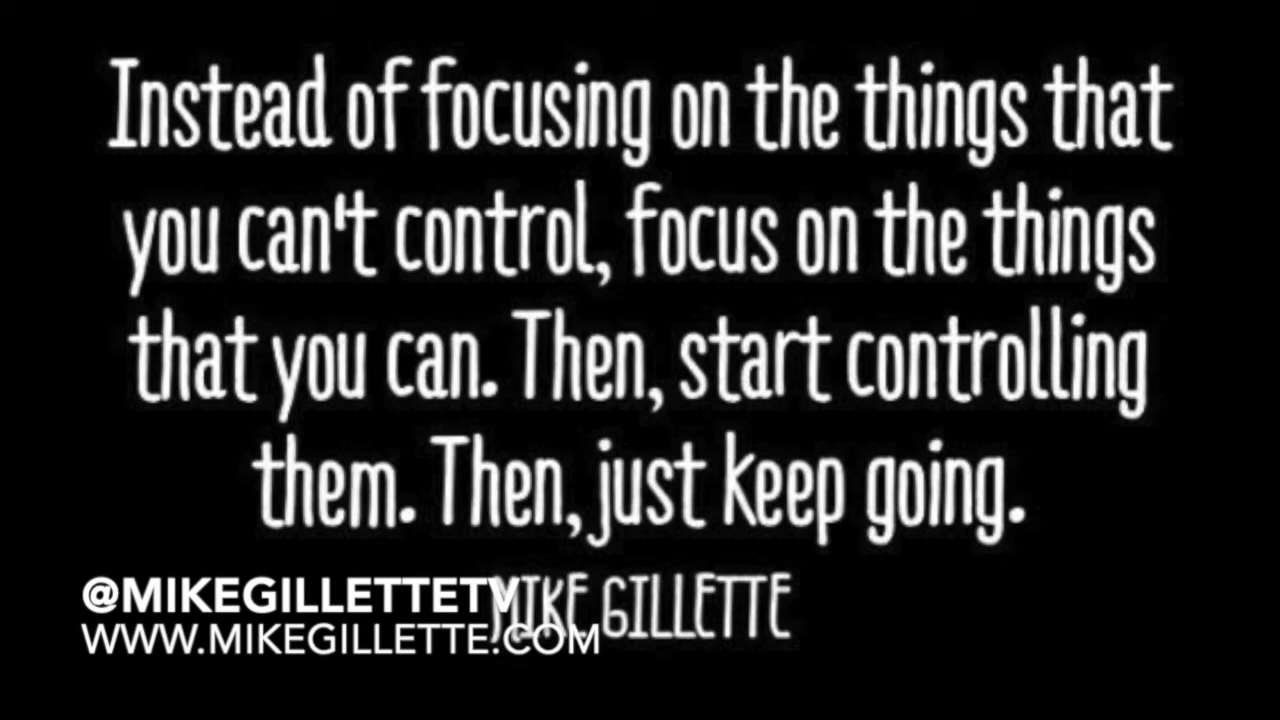 Instead of focusing on the things that
you can't control, focus on the things
that you can. Then, start controlling
them. Then, just keep going.
MIKE GILLETTE
@MIKEGILLETTETV
WWW.MIKEGILLETTE.COM